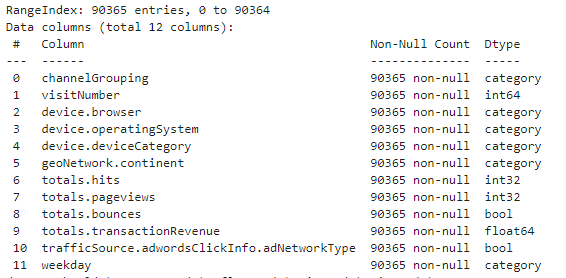 RangeIndex: 90365 entries, 0 to 90364
Data columns (total 12 columns):
 #   Column                                       Non-Null Count  Dtype
---  ------                                       --------------  -----
 0   channelGrouping                              90365 non-null  category
 1   visitNumber                                  90365 non-null  int64
 2   device.browser                               90365 non-null  category
 3   device.operatingSystem                       90365 non-null  category
 4   device.deviceCategory                        90365 non-null  category
 5   geoNetwork.continent                         90365 non-null  category
 6   totals.hits                                  90365 non-null  int32
 7   totals.pageviews                             90365 non-null  int32
 8   totals.bounces                               90365 non-null  bool
 9   totals.transactionRevenue                    90365 non-null  float64
 10  trafficSource.adwordsClickInfo.adNetworkType  90365 non-null  bool
 11  weekday                                      90365 non-null  category